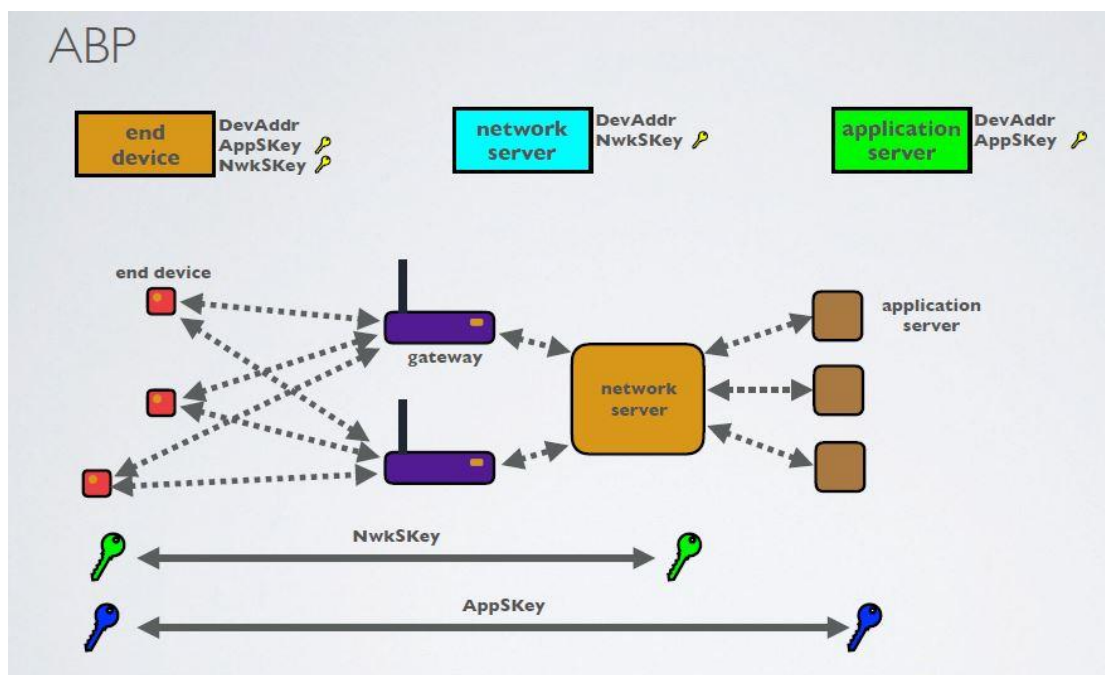 ABP
end
device
DevAddr
AppSKey
NwkSKey
network
server
DevAddr
NwkSKey
application
server
DevAddr
AppSKey
end device
gateway
network
server
application
server
NwkSKey
AppSKey